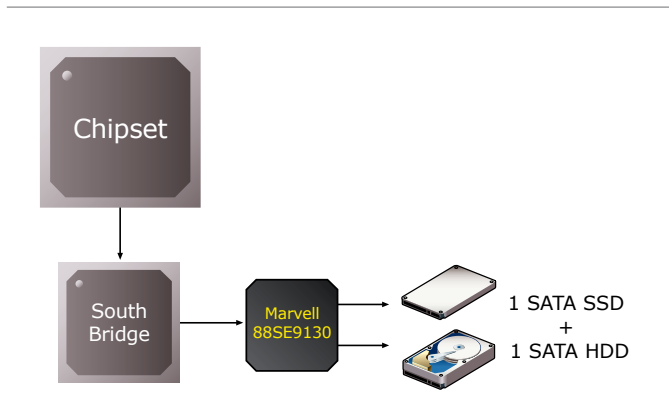 Chipset
South
Bridge
Marvell
88SE9130
1 SATA SSD
+
1 SATA HDD